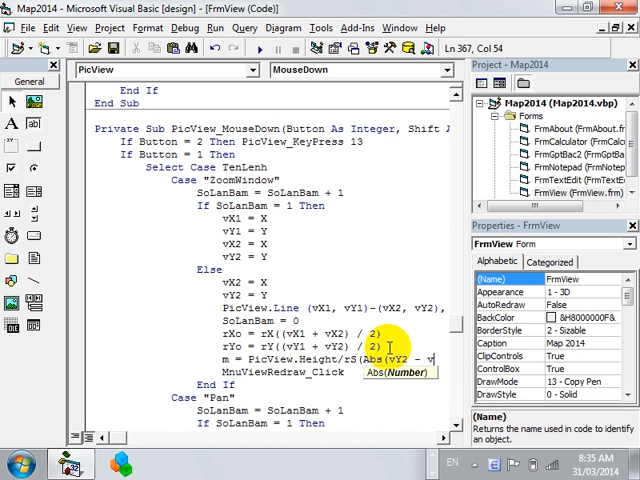 Map2014 - Microsoft Visual Basic [design] - [FrmView (Code)]
File Edit View Project Format Debug Run Query Diagram Tools Add-Ins Window Help
Ln 367, Col 54
General
PicView
MouseDown
End If
End Sub
Private Sub PicView_MouseDown(Button As Integer, Shift A
If Button = 2 Then PicView_KeyPress 13
If Button = 1 Then
Select Case TenLenh
Case "ZoomWindow"
SoLanBam = SoLanBam + 1
If SoLanBam = 1 Then
vX1 = X
vY1 = Y
vX2 = X
vY2 = Y
Else
vX2 = X
vY2 = Y
PicView.Line (vX1, vY1)-(vX2, vY2),
SoLanBam = 0
rXo = rX((vX1 + vX2) / 2)
rYo = rY((vY1 + vY2) / 2)
m = PicView.Height/rS(Abs(vY2 - v
MnuViewRedraw_Click
Abs(Number)
End If
Case "Pan"
SoLanBam = SoLanBam + 1
If SoLanBam = 1 Then
Project - Map2014
Map2014 (Map2014.vbp)
Forms
FrmAbout (FrmAbout.fr
FrmCalculator (FrmCalc
FrmGptBac2 (FrmGptB
FrmNotepad (FrmNotep
FrmTextEdit (FrmTextE
FrmView (FrmView.frm)
Properties - FrmView
FrmView Form
Alphabetic Categorized
(Name) FrmView
Appearance 1 - 3D
AutoRedraw False
BackColor &H8000000F&
BorderStyle 2 - Sizable
Caption Map 2014
ClipControls True
ControlBox True
DrawMode 13 - Copy Pen
DrawStyle 0 - Solid
(Name)
Returns the name used in code to identify
an object.
EN
8:35 AM
31/03/2014